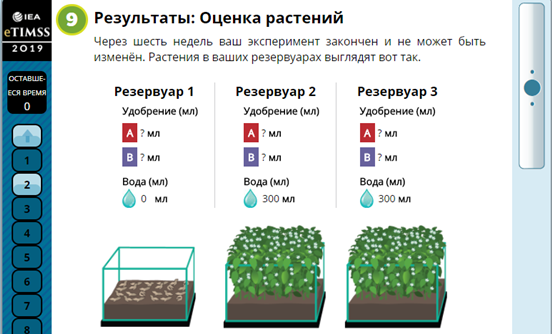 IEA
eTIMSS
2019
ОСТАВШЕ-
ЕСЯ ВРЕМЯ
0
1
2
3
4
5
6
7
8
9 Результаты: Оценка растений
Через шесть недель ваш эксперимент закончен и не может быть
изменён. Растения в ваших резервуарах выглядят вот так.
Резервуар 1 Резервуар 2 Резервуар 3
Удобрение (мл) Удобрение (мл) Удобрение (мл)
A ? мл A ? мл A ? мл
B ? мл B ? мл B ? мл
Вода (мл) Вода (мл) Вода (мл)
0 мл 300 мл 300 мл